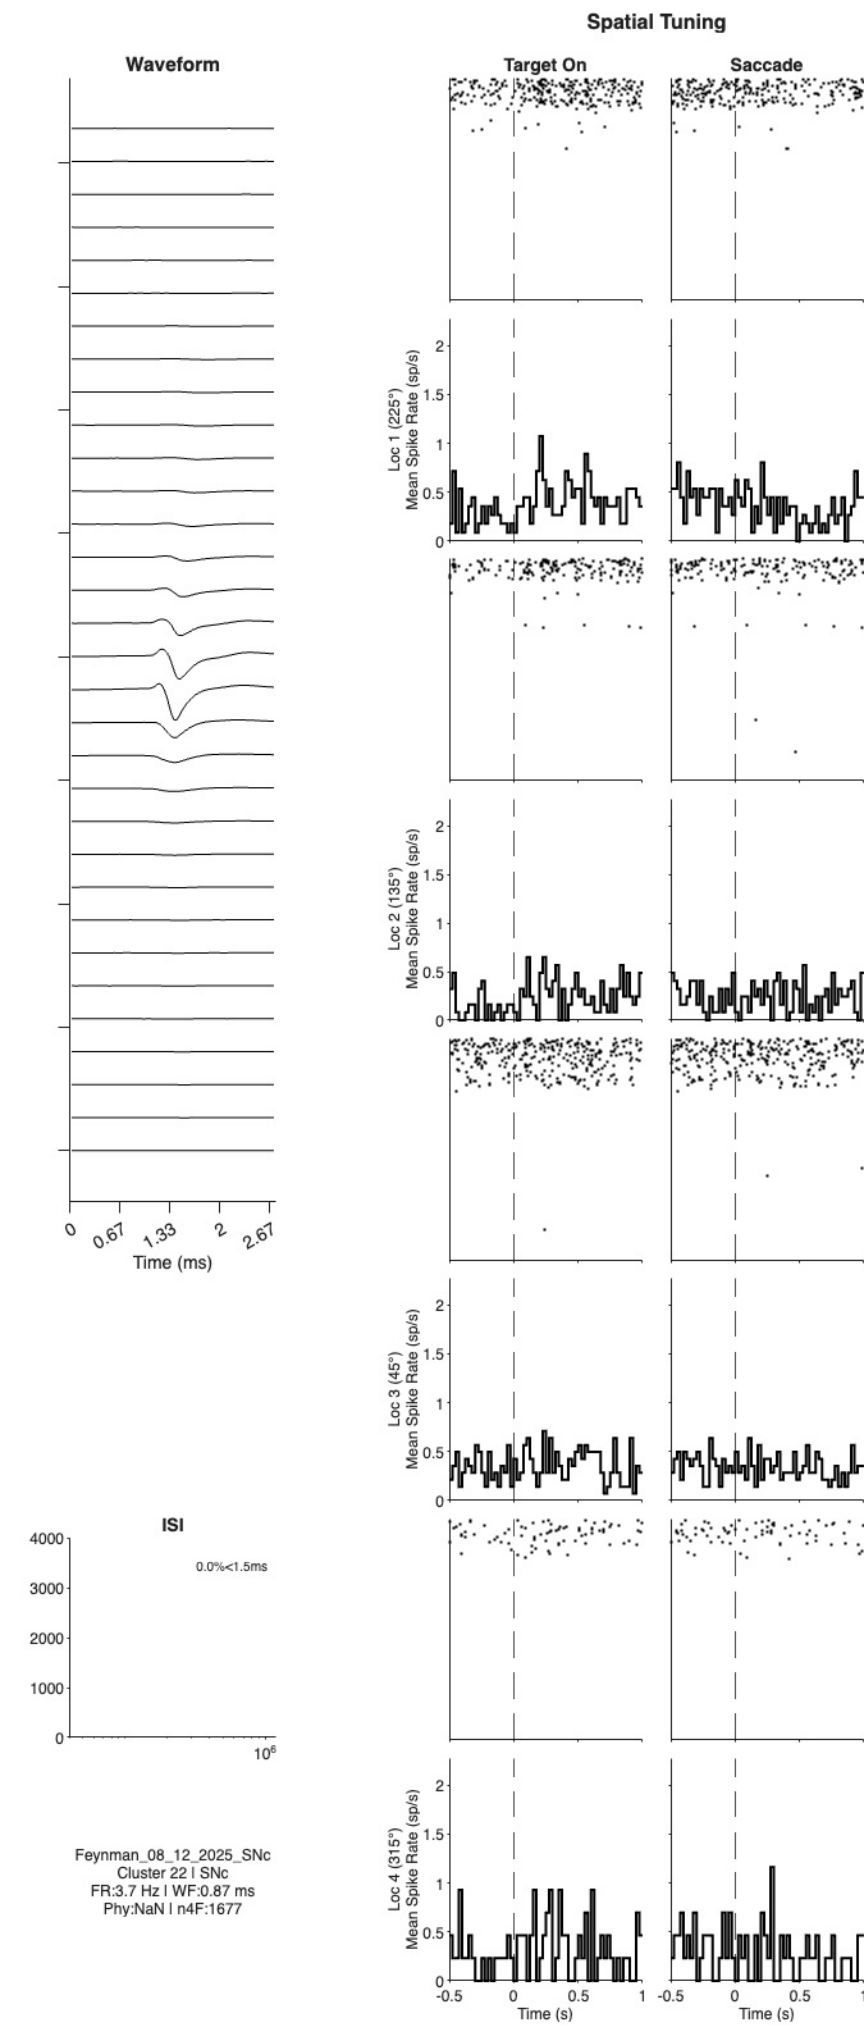 Spatial Tuning
Waveform
Target On
Saccade
2
1.5
1
0.5
0
Loc 1 (225°)
Mean Spike Rate (sp/s)
2
1.5
1
0.5
0
Loc 2 (135°)
Mean Spike Rate (sp/s)
0
0.67
1.33
2
2.67
Time (ms)
2
1.5
1
0.5
0
Loc 3 (45°)
Mean Spike Rate (sp/s)
ISI
4000
3000
2000
1000
0
0.0%<1.5ms
10⁶
2
1.5
1
0.5
0
Loc 4 (315°)
Mean Spike Rate (sp/s)
Feynman_08_12_2025_SNc
Cluster 22 | SNc
FR:3.7 Hz | WF:0.87 ms
Phy:NaN | n4F:1677
-0.5 0 0.5 1
Time (s)
-0.5 0 0.5 1
Time (s)